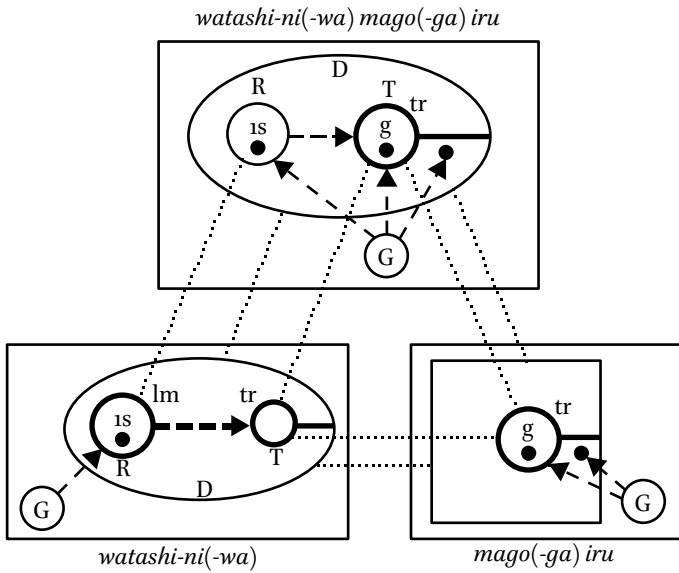 watashi-ni(-wa) mago(-ga) iru
D
R T
tr
1s g
G
lm tr
1s
R T
G D
watashi-ni(-wa)
tr
g
G
mago(-ga) iru